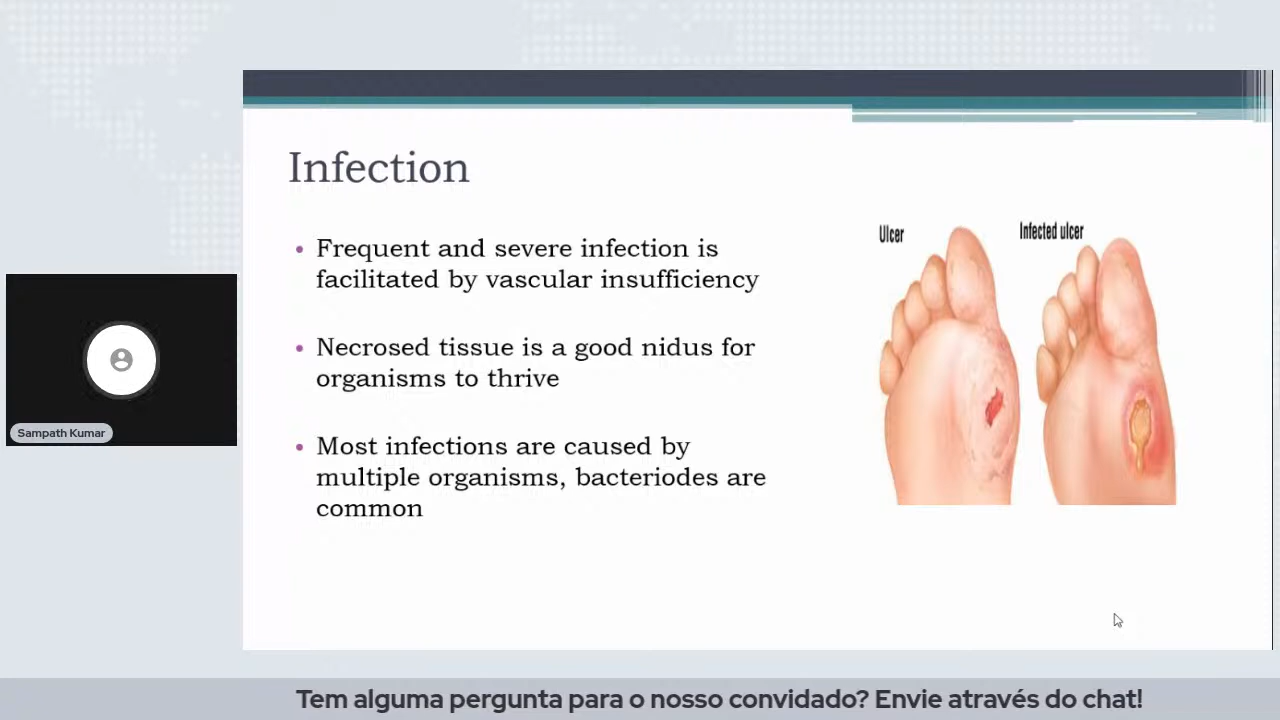 Infection
• Frequent and severe infection is
facilitated by vascular insufficiency
• Necrosed tissue is a good nidus for
organisms to thrive
• Most infections are caused by
multiple organisms, bacteriodes are
common
Ulcer
Infected ulcer
Sampath Kumar
Tem alguma pergunta para o nosso convidado? Envie através do chat!